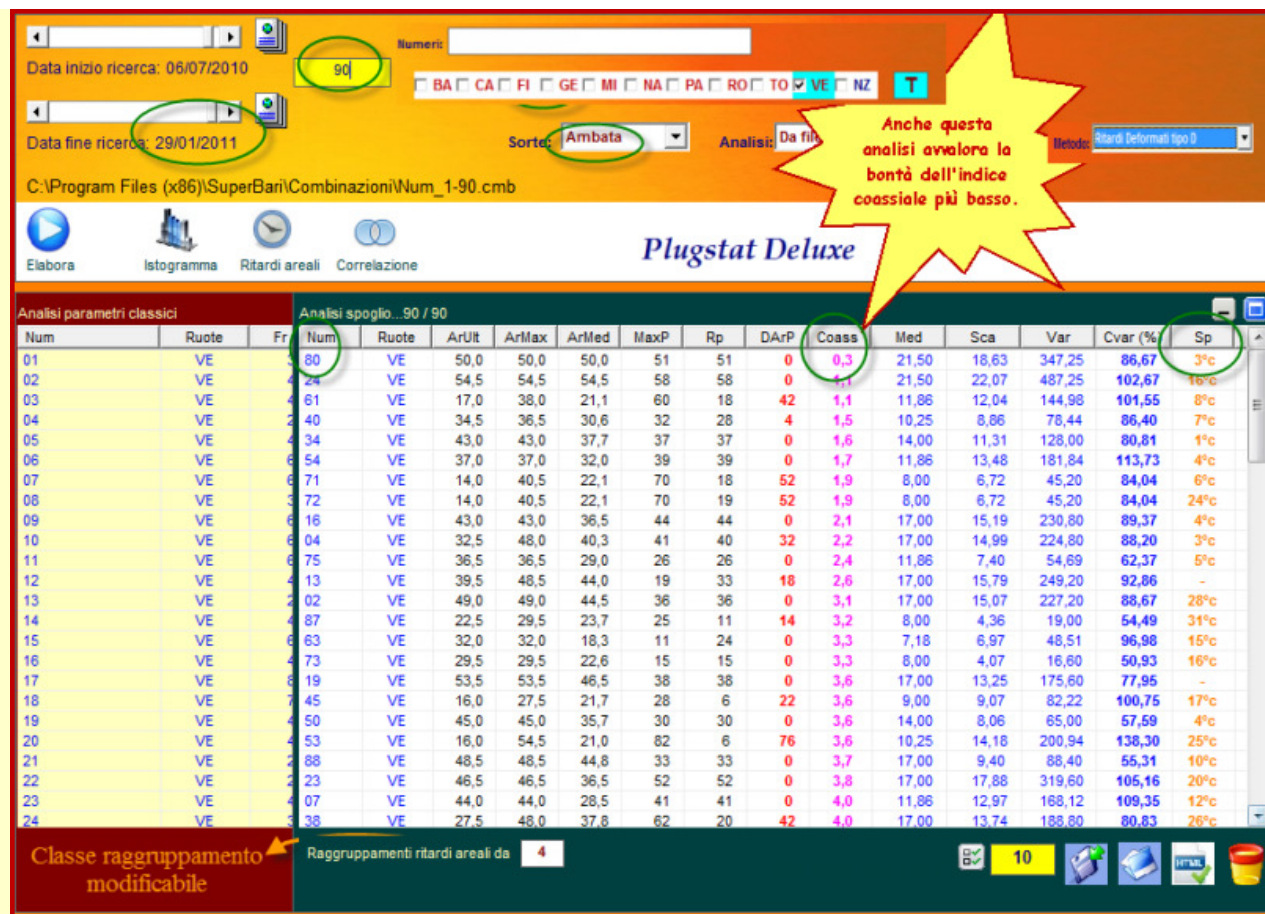 Data inizio ricerca: 06/07/2010
90
Numeri:
BA CA FI GE MI NA PA RO TO VE NZ T
Data fine ricerca: 29/01/2011
Sorte: Ambata Analisi: Da Metodo: Ritardi Deformati tipo D
Anche questa
analisi avvalora la
bontà dell'indice
coassiale più basso.
C:\Program Files (x86)\SuperBari\Combinazioni\Num_1-90.cmb
Elabora Istogramma Ritardi areali Correlazione
Plugstat Deluxe
Analisi parametri classici Analisi spoglio...90 / 90
Num Ruote Fr Num Ruote ArUlt ArMax ArMed MaxP Rp DArP Coass Med Sca Var Cvar (%) Sp
01 VE 3 80 VE 50,0 50,0 50,0 51 51 0 0,3 21,50 18,63 347,25 86,67 3°c
02 VE 4 24 VE 54,5 54,5 54,5 58 58 0 1,1 21,50 22,07 487,25 102,67 16°c
03 VE 4 61 VE 17,0 38,0 21,1 60 18 42 1,1 11,86 12,04 144,98 101,55 8°c
04 VE 2 40 VE 34,5 36,5 30,6 32 28 4 1,5 10,25 8,86 78,44 86,40 7°c
05 VE 4 34 VE 43,0 43,0 37,7 37 37 0 1,6 14,00 11,31 128,00 80,81 1°c
06 VE 6 54 VE 37,0 37,0 32,0 39 39 0 1,7 11,86 13,48 181,84 113,73 4°c
07 VE 6 71 VE 14,0 40,5 22,1 70 18 52 1,9 8,00 6,72 45,20 84,04 6°c
08 VE 3 72 VE 14,0 40,5 22,1 70 19 52 1,9 8,00 6,72 45,20 84,04 24°c
09 VE 6 16 VE 43,0 43,0 36,5 44 44 0 2,1 17,00 15,19 230,80 89,37 4°c
10 VE 6 04 VE 32,5 48,0 40,3 41 40 32 2,2 17,00 14,99 224,80 88,20 3°c
11 VE 6 75 VE 36,5 36,5 29,0 26 26 0 2,4 11,86 7,40 54,69 62,37 5°c
12 VE 4 13 VE 39,5 48,5 44,0 19 33 18 2,6 17,00 15,79 249,20 92,86 -
13 VE 2 02 VE 49,0 49,0 44,5 36 36 0 3,1 17,00 15,07 227,20 88,67 28°c
14 VE 4 87 VE 22,5 29,5 23,7 25 11 14 3,2 8,00 4,36 19,00 54,49 31°c
15 VE 6 63 VE 32,0 32,0 18,3 11 24 0 3,3 7,18 6,97 48,51 96,98 15°c
16 VE 4 73 VE 29,5 29,5 22,6 15 15 0 3,3 8,00 4,07 16,60 50,93 16°c
17 VE 8 19 VE 53,5 53,5 46,5 38 38 0 3,6 17,00 13,25 175,60 77,95 -
18 VE 7 45 VE 16,0 27,5 21,7 28 6 22 3,6 9,00 9,07 82,22 100,75 17°c
19 VE 4 50 VE 45,0 45,0 35,7 30 30 0 3,6 14,00 8,06 65,00 57,59 4°c
20 VE 4 53 VE 16,0 54,5 21,0 82 6 76 3,6 10,25 14,18 200,94 138,30 25°c
21 VE 2 88 VE 48,5 48,5 44,8 33 33 0 3,7 17,00 9,40 88,40 55,31 10°c
22 VE 2 23 VE 46,5 46,5 36,5 52 52 0 3,8 17,00 17,88 319,60 105,16 20°c
23 VE 4 07 VE 44,0 44,0 28,5 41 41 0 4,0 11,86 12,97 168,12 109,35 12°c
24 VE 3 38 VE 27,5 48,0 37,8 62 20 42 4,0 17,00 13,74 188,80 80,83 26°c
Classe raggruppamento
modificabile
Raggruppamenti ritardi areali da 4
10
HTML